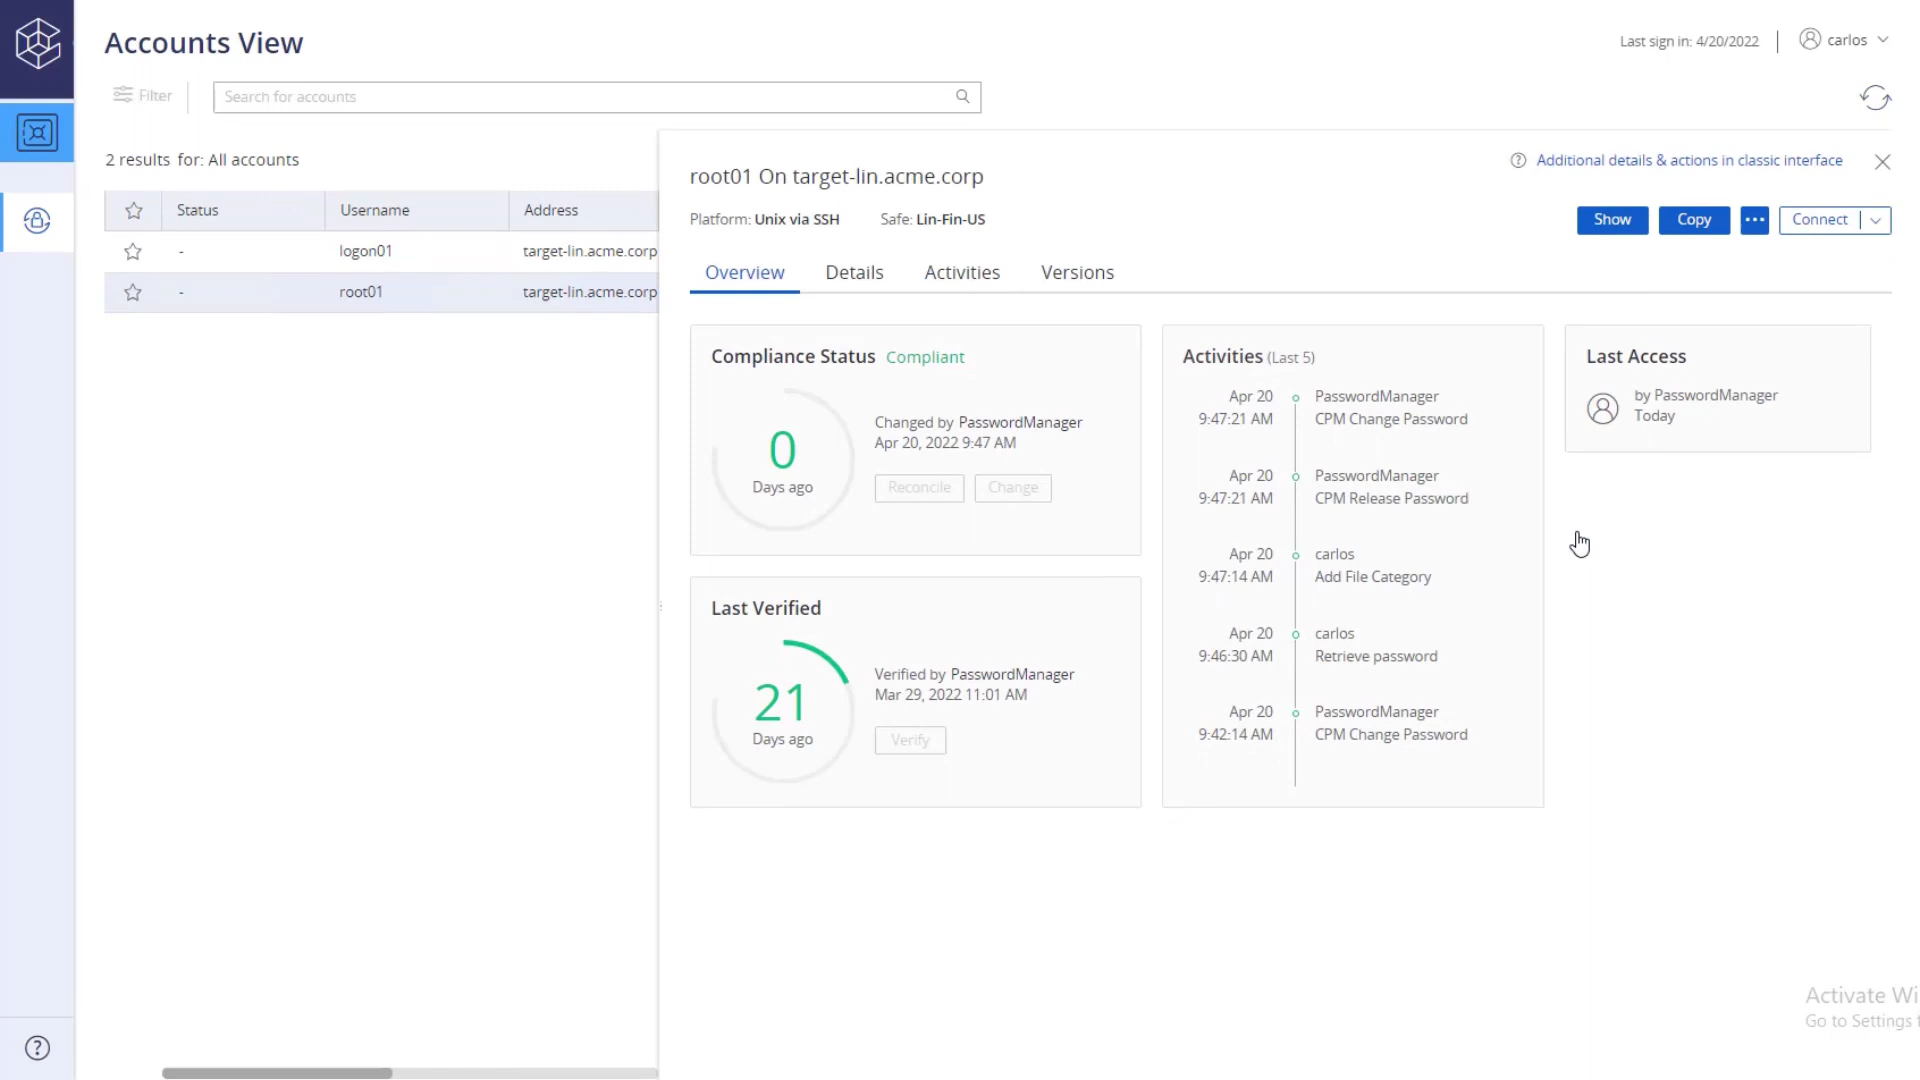 Accounts View
Last sign in: 4/20/2022
carlos
Filter
Search for accounts
2 results for: All accounts
Status Username Address
- logon01 target-lin.acme.corp
- root01 target-lin.acme.corp
Additional details & actions in classic interface
root01 On target-lin.acme.corp
Platform: Unix via SSH Safe: Lin-Fin-US
Show Copy Connect
Overview Details Activities Versions
Compliance Status Compliant
0
Days ago
Changed by PasswordManager
Apr 20, 2022 9:47 AM
Reconcile Change
Last Verified
21
Days ago
Verified by PasswordManager
Mar 29, 2022 11:01 AM
Verify
Activities (Last 5)
Apr 20 PasswordManager
9:47:21 AM CPM Change Password
Apr 20 PasswordManager
9:47:21 AM CPM Release Password
Apr 20 carlos
9:47:14 AM Add File Category
Apr 20 carlos
9:46:30 AM Retrieve password
Apr 20 PasswordManager
9:42:14 AM CPM Change Password
Last Access
by PasswordManager
Today
Activate Wi
Go to Settings